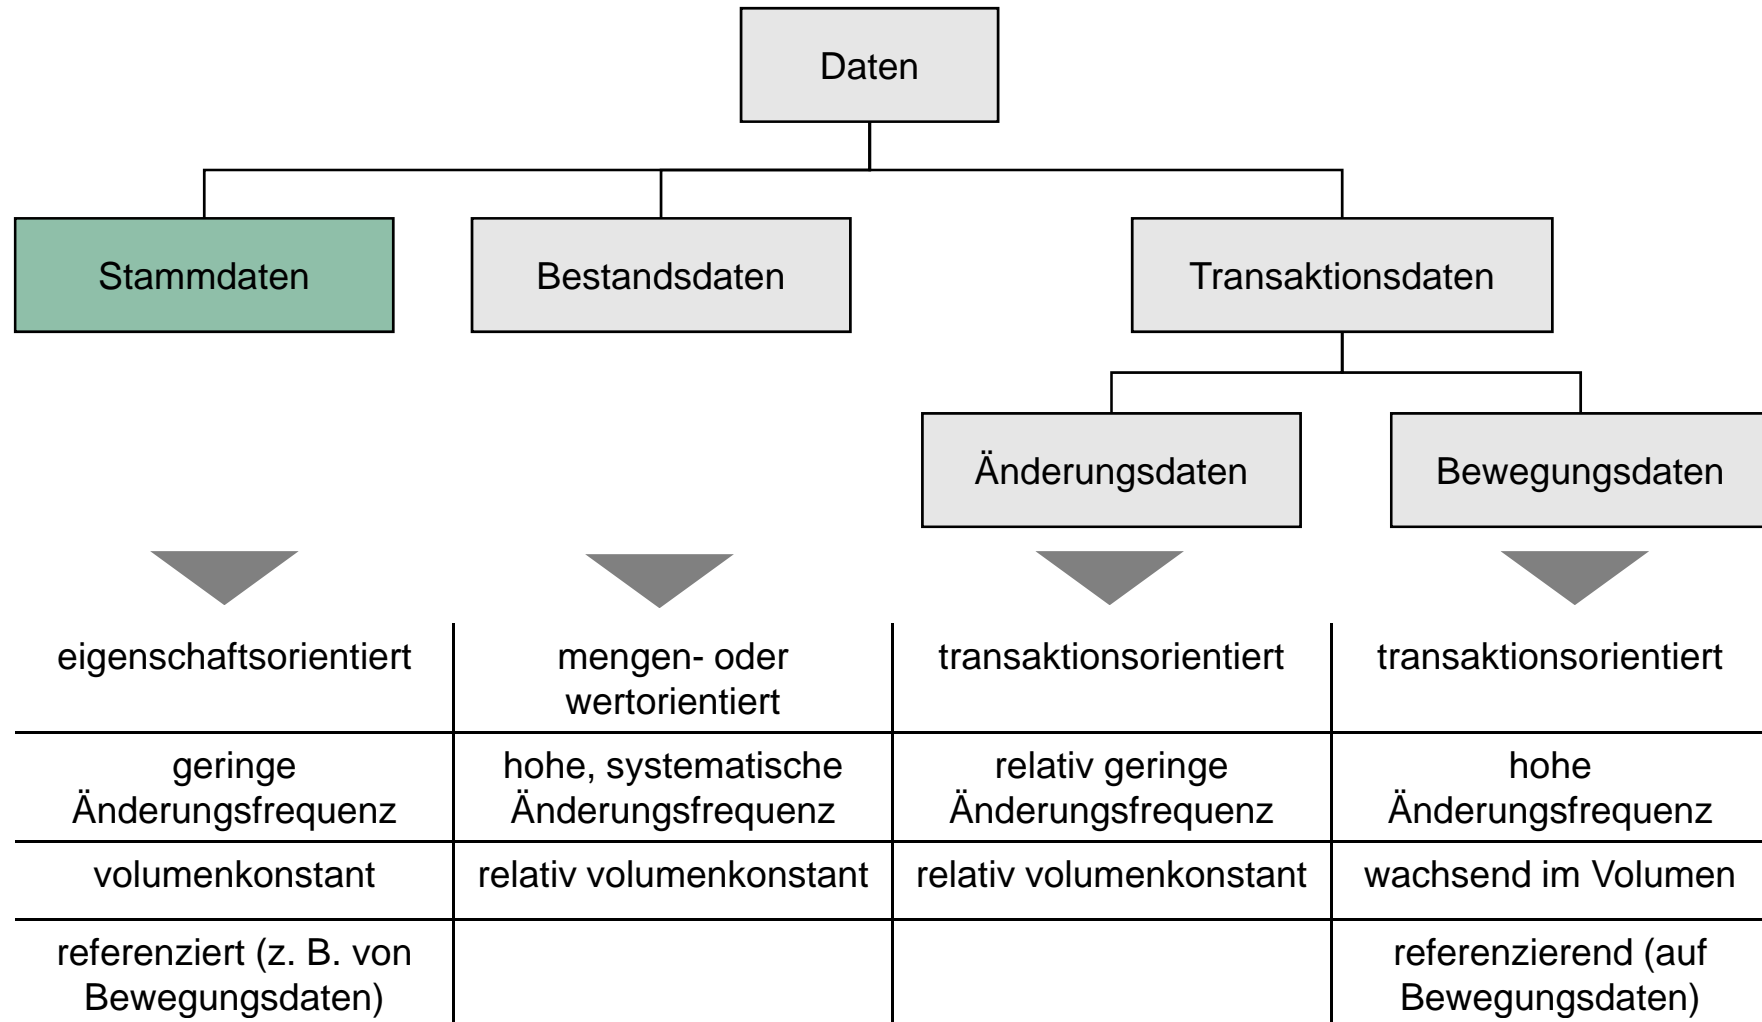 Daten
Stammdaten
Bestandsdaten
Transaktionsdaten
Änderungsdaten
Bewegungsdaten
eigenschaftsorientiert
mengen- oder
wertorientiert
transaktionsorientiert
transaktionsorientiert
geringe
Änderungsfrequenz
hohe, systematische
Änderungsfrequenz
relativ geringe
Änderungsfrequenz
hohe
Änderungsfrequenz
volumenkonstant
relativ volumenkonstant
relativ volumenkonstant
wachsend im Volumen
referenziert (z. B. von
Bewegungsdaten)
referenzierend (auf
Bewegungsdaten)